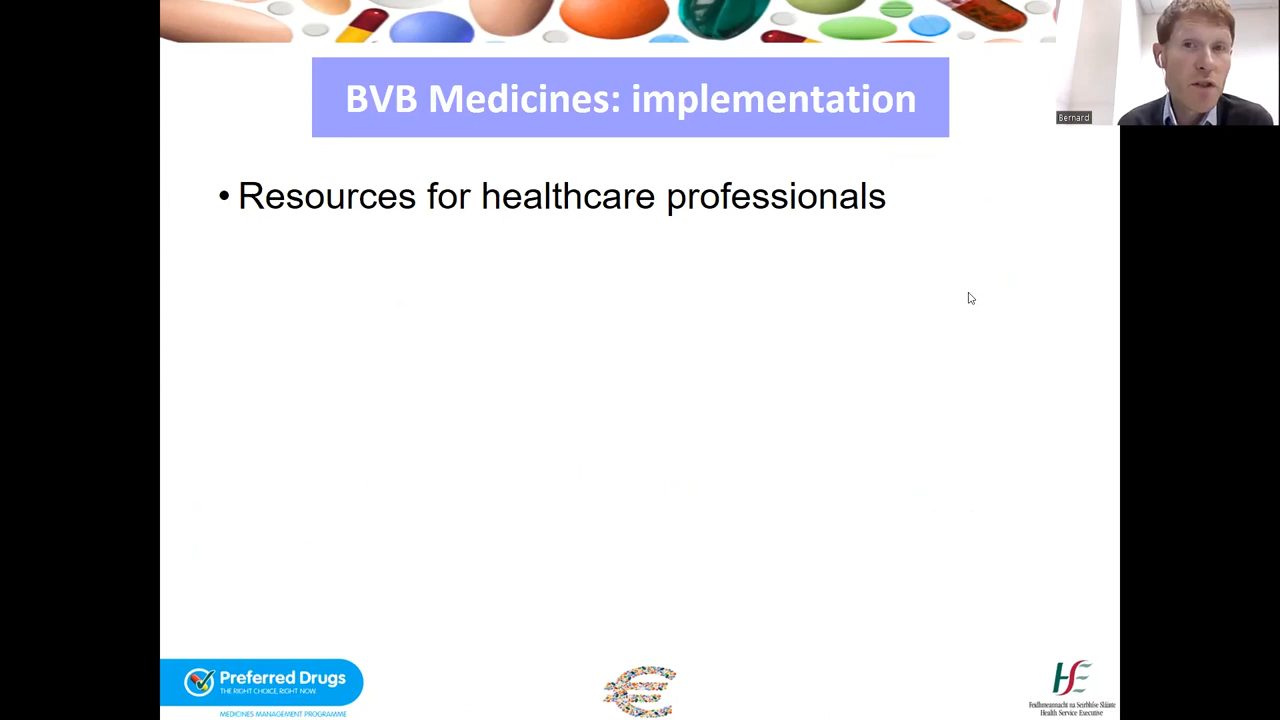 BVB Medicines: implementation
Bernard
• Resources for healthcare professionals
Preferred Drugs
THE RIGHT CHOICE, RIGHT NOW
MEDICINES MANAGEMENT PROGRAMME
Feidhmeannacht na Seirbhíse Sláinte
Health Service Executive